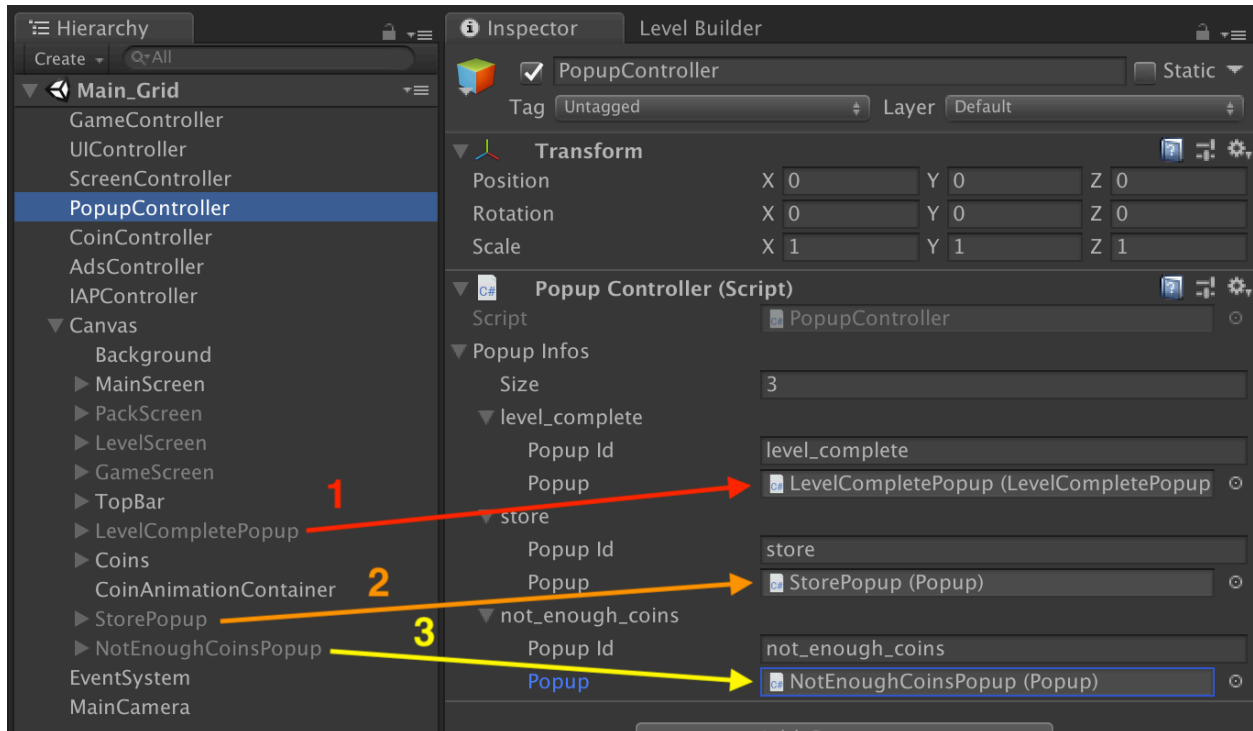 Hierarchy
Create
All
Main_Grid
GameController
UIController
ScreenController
PopupController
CoinController
AdsController
IAPController
Canvas
Background
MainScreen
PackScreen
LevelScreen
GameScreen
TopBar
LevelCompletePopup
Coins
CoinAnimationContainer
StorePopup
NotEnoughCoinsPopup
EventSystem
MainCamera
1
2
3
Inspector Level Builder
PopupController Static
Tag Untagged Layer Default
Transform
Position X 0 Y 0 Z 0
Rotation X 0 Y 0 Z 0
Scale X 1 Y 1 Z 1
C# Popup Controller (Script)
Script PopupController
Popup Infos
Size 3
level_complete
Popup Id level_complete
Popup LevelCompletePopup (LevelCompletePopup
store
Popup Id store
Popup StorePopup (Popup)
not_enough_coins
Popup Id not_enough_coins
Popup NotEnoughCoinsPopup (Popup)